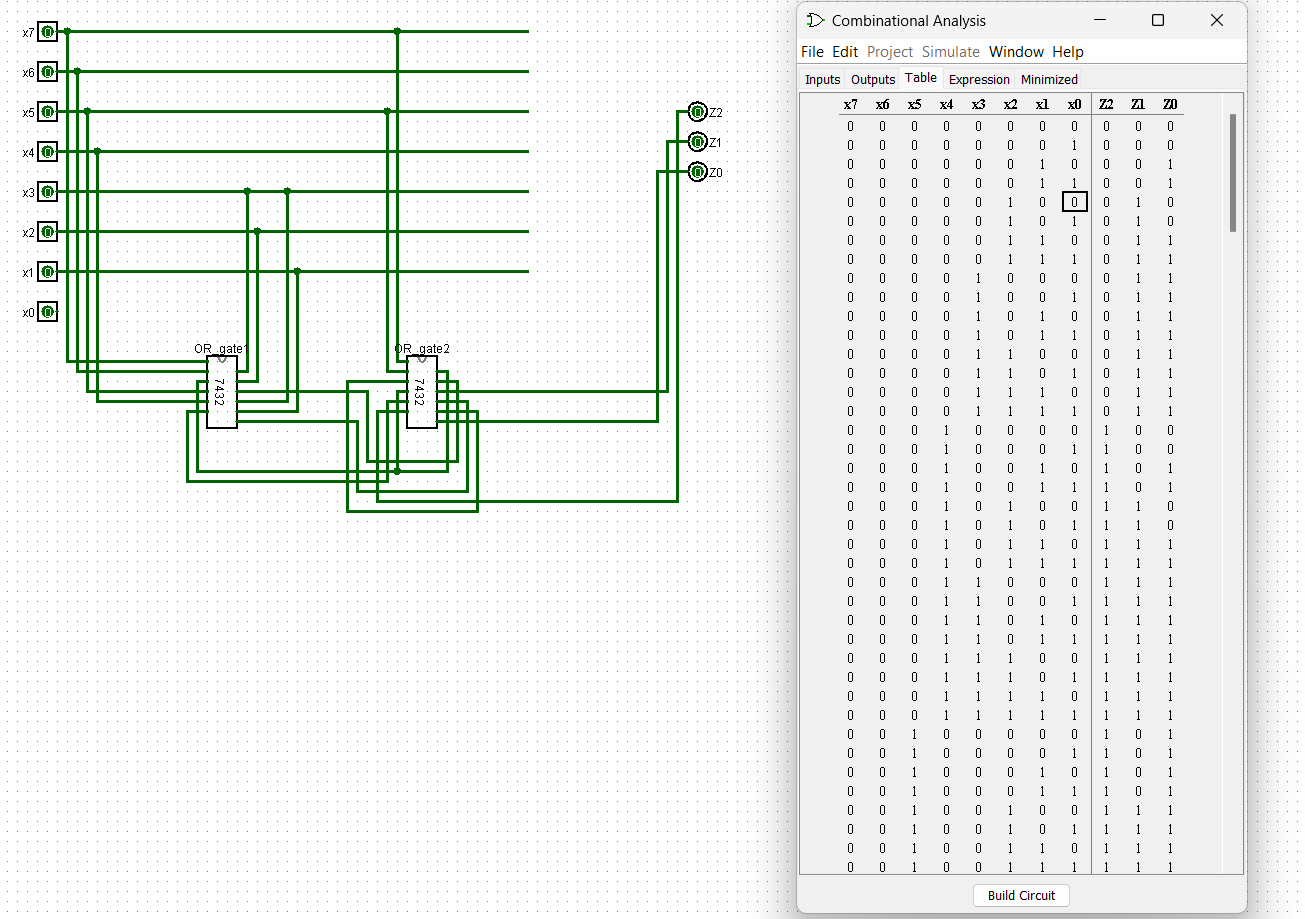 x7
x6
x5
x4
x3
x2
x1
x0
OR_gate1
7432
OR_gate2
7432
Z2
Z1
Z0
Combinational Analysis
File Edit Project Simulate Window Help
Inputs Outputs Table Expression Minimized
x7 x6 x5 x4 x3 x2 x1 x0 Z2 Z1 Z0
0 0 0 0 0 0 0 0 0 0 0
0 0 0 0 0 0 0 1 0 0 0
0 0 0 0 0 0 1 0 0 0 1
0 0 0 0 0 0 1 1 0 0 1
0 0 0 0 0 1 0 0 0 1 0
0 0 0 0 0 1 0 1 0 1 0
0 0 0 0 0 1 1 0 0 1 1
0 0 0 0 0 1 1 1 0 1 1
0 0 0 0 1 0 0 0 0 1 1
0 0 0 0 1 0 0 1 0 1 1
0 0 0 0 1 0 1 0 0 1 1
0 0 0 0 1 0 1 1 0 1 1
0 0 0 0 1 1 0 0 0 1 1
0 0 0 0 1 1 0 1 0 1 1
0 0 0 0 1 1 1 0 0 1 1
0 0 0 0 1 1 1 1 0 1 1
0 0 0 1 0 0 0 0 1 0 0
0 0 0 1 0 0 0 1 1 0 0
0 0 0 1 0 0 1 0 1 0 1
0 0 0 1 0 0 1 1 1 0 1
0 0 0 1 0 1 0 0 1 1 0
0 0 0 1 0 1 0 1 1 1 0
0 0 0 1 0 1 1 0 1 1 1
0 0 0 1 0 1 1 1 1 1 1
0 0 0 1 1 0 0 0 1 1 1
0 0 0 1 1 0 0 1 1 1 1
0 0 0 1 1 0 1 0 1 1 1
0 0 0 1 1 0 1 1 1 1 1
0 0 0 1 1 1 0 0 1 1 1
0 0 0 1 1 1 0 1 1 1 1
0 0 0 1 1 1 1 0 1 1 1
0 0 0 1 1 1 1 1 1 1 1
0 0 1 0 0 0 0 0 1 0 1
0 0 1 0 0 0 0 1 1 0 1
0 0 1 0 0 0 1 0 1 0 1
0 0 1 0 0 0 1 1 1 0 1
0 0 1 0 0 1 0 0 1 1 1
0 0 1 0 0 1 0 1 1 1 1
0 0 1 0 0 1 1 0 1 1 1
0 0 1 0 0 1 1 1 1 1 1
Build Circuit